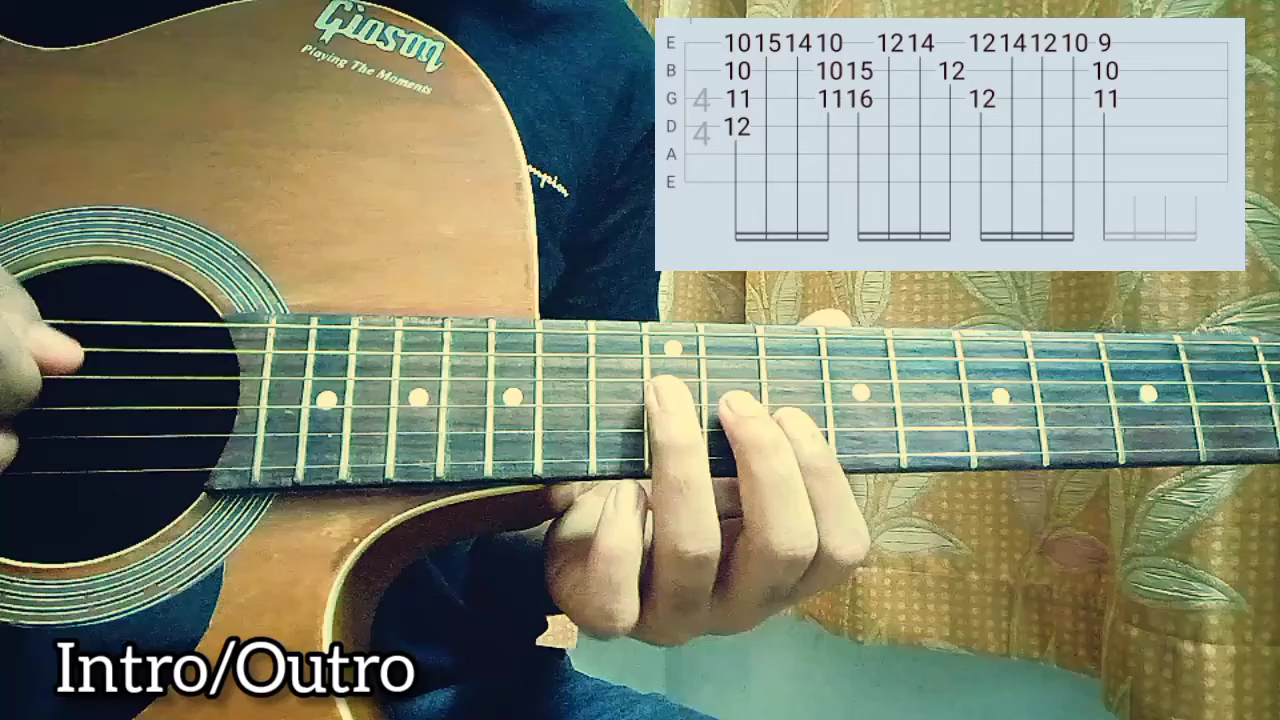 Giason
Playing The Moments
E 10 15 14 10 12 14 12 14 12 10 9
B 10 10 15 12 10
G 4 11 11 16 12 11
D 4 12
A
E
Intro/Outro